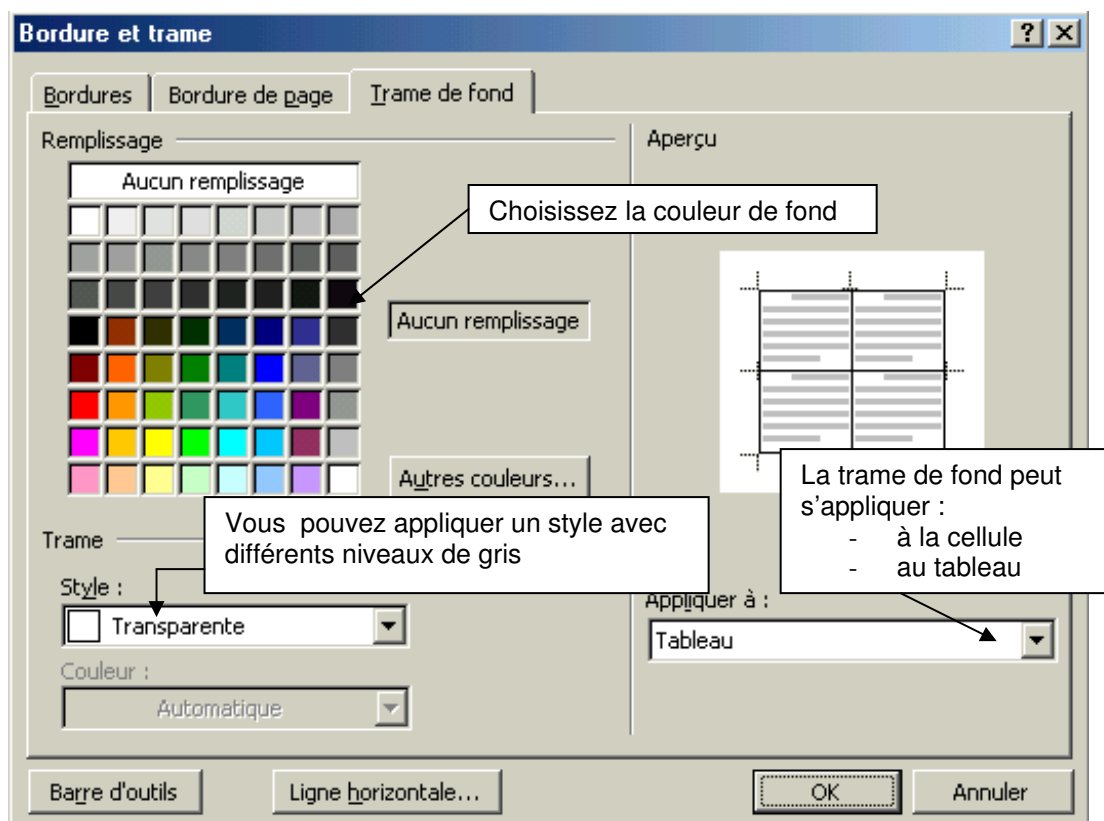 Bordure et trame
Bordures
Bordure de page
Trame de fond
Remplissage
Aperçu
Aucun remplissage
Choisissez la couleur de fond
Aucun remplissage
Autres couleurs...
La trame de fond peut
s’appliquer :
- à la cellule
- au tableau
Vous pouvez appliquer un style avec
différents niveaux de gris
Trame
Style :
Transparente
Appliquer à :
Tableau
Couleur :
Automatique
Barre d'outils
Ligne horizontale...
OK
Annuler